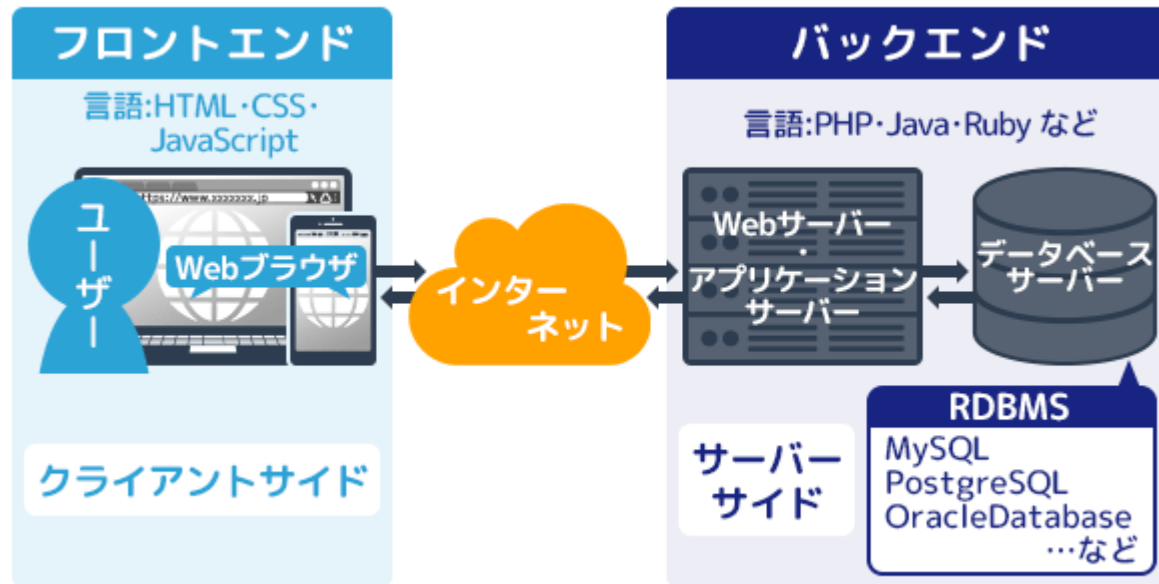 フロントエンド
言語:HTML・CSS・
JavaScript
https://www.xxxxxxx.jp
ユーザー
Webブラウザ
クライアントサイド
インター
ネット
バックエンド
言語:PHP・Java・Ruby など
Webサーバー
・
アプリケーション
サーバー
データベース
サーバー
サーバー
サイド
RDBMS
MySQL
PostgreSQL
OracleDatabase
…など